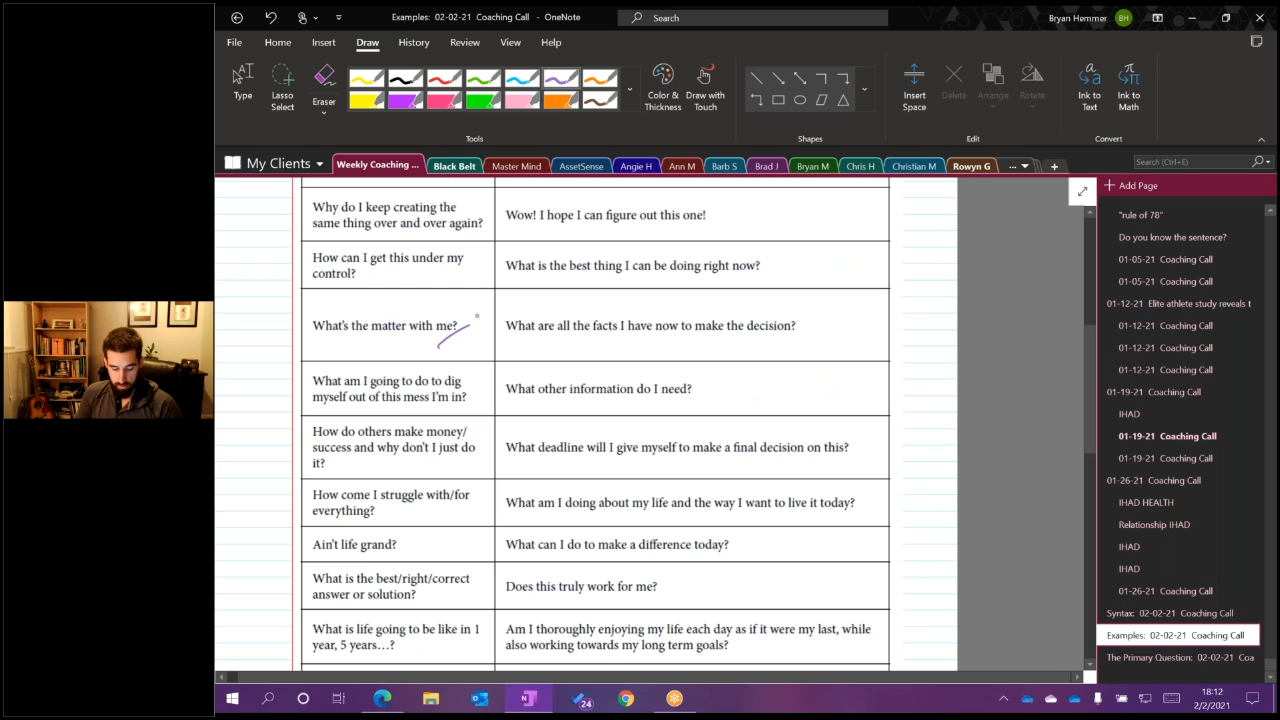 Examples: 02-02-21 Coaching Call - OneNote
Search
Bryan Hemmer
BH
File Home Insert Draw History Review View Help
Type
Lasso Select
Eraser
Color & Thickness
Draw with Touch
Insert Space
Delete
Arrange
Rotate
Ink to Text
Ink to Math
Tools
Shapes
Edit
Convert
My Clients
Weekly Coaching ...
Black Belt
Master Mind
AssetSense
Angie H
Ann M
Barb S
Brad J
Bryan M
Chris H
Christian M
Rowyn G
...
Search (Ctrl+E)
Why do I keep creating the
same thing over and over again?
Wow! I hope I can figure out this one!
How can I get this under my
control?
What is the best thing I can be doing right now?
What's the matter with me?
What are all the facts I have now to make the decision?
What am I going to do to dig
myself out of this mess I'm in?
What other information do I need?
How do others make money/
success and why don't I just do
it?
What deadline will I give myself to make a final decision on this?
How come I struggle with/for
everything?
What am I doing about my life and the way I want to live it today?
Ain't life grand?
What can I do to make a difference today?
What is the best/right/correct
answer or solution?
Does this truly work for me?
What is life going to be like in 1
year, 5 years…?
Am I thoroughly enjoying my life each day as if it were my last, while
also working towards my long term goals?
Add Page
"rule of 78"
Do you know the sentence?
01-05-21 Coaching Call
01-05-21 Coaching Call
01-12-21 Elite athlete study reveals t
01-12-21 Coaching Call
01-12-21 Coaching Call
01-12-21 Coaching Call
01-19-21 Coaching Call
IHAD
01-19-21 Coaching Call
01-19-21 Coaching Call
01-26-21 Coaching Call
IHAD HEALTH
Relationship IHAD
IHAD
IHAD
01-26-21 Coaching Call
Syntax: 02-02-21 Coaching Call
Examples: 02-02-21 Coaching Call
The Primary Question: 02-02-21 Coa
24
18:12
2/2/2021